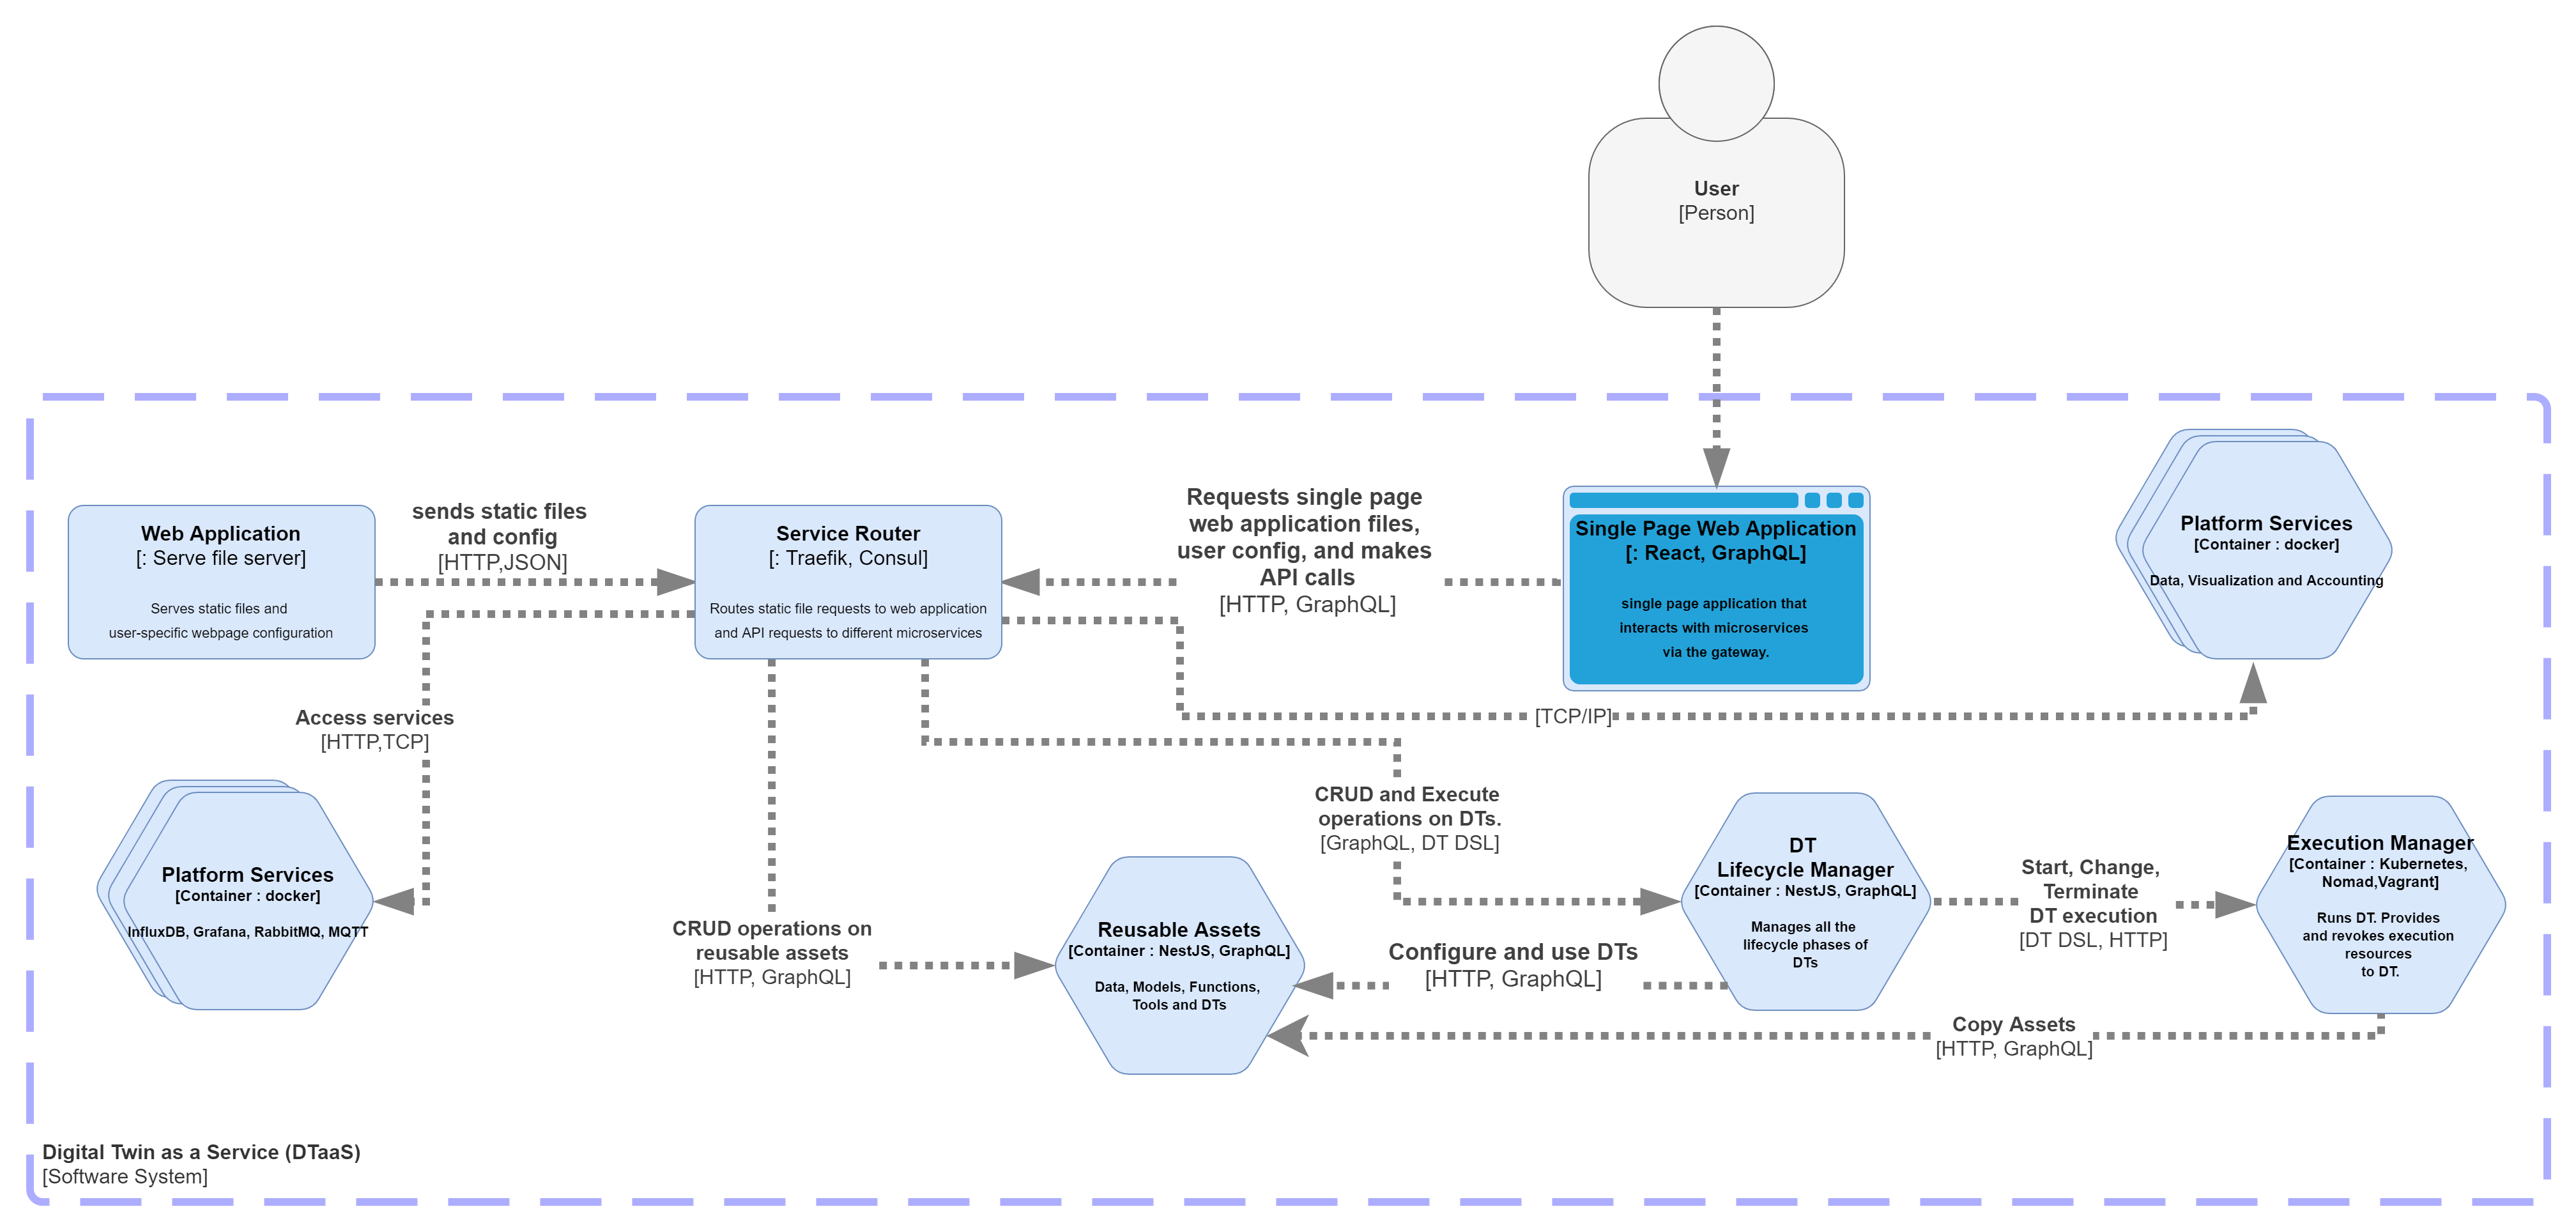 User
[Person]
Web Application
[: Serve file server]
Serves static files and
user-specific webpage configuration
sends static files
and config
[HTTP,JSON]
Service Router
[: Traefik, Consul]
Routes static file requests to web application
and API requests to different microservices
Requests single page
web application files,
user config, and makes
API calls
[HTTP, GraphQL]
Single Page Web Application
[: React, GraphQL]
single page application that
interacts with microservices
via the gateway.
Platform Services
[Container : docker]
Data, Visualization and Accounting
[TCP/IP]
Access services
[HTTP,TCP]
Platform Services
[Container : docker]
InfluxDB, Grafana, RabbitMQ, MQTT
CRUD operations on
reusable assets
[HTTP, GraphQL]
Reusable Assets
[Container : NestJS, GraphQL]
Data, Models, Functions,
Tools and DTs
CRUD and Execute
operations on DTs.
[GraphQL, DT DSL]
Configure and use DTs
[HTTP, GraphQL]
DT
Lifecycle Manager
[Container : NestJS, GraphQL]
Manages all the
lifecycle phases of
DTs
Start, Change,
Terminate
DT execution
[DT DSL, HTTP]
Execution Manager
[Container : Kubernetes,
Nomad,Vagrant]
Runs DT. Provides
and revokes execution
resources
to DT.
Copy Assets
[HTTP, GraphQL]
Digital Twin as a Service (DTaaS)
[Software System]